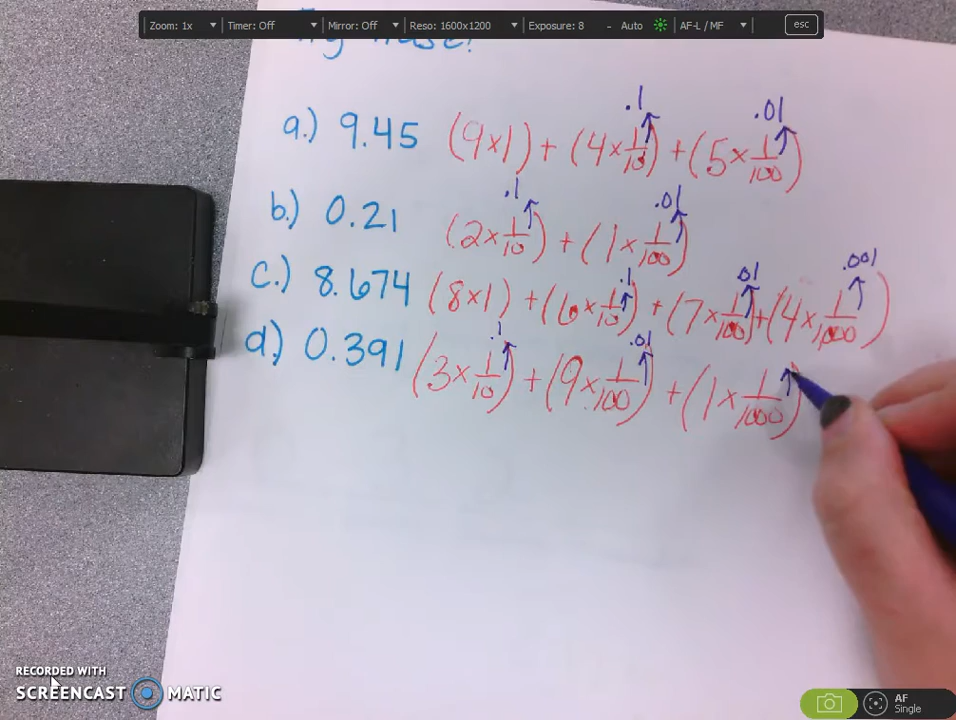 Zoom: 1x Timer: Off Mirror: Off Reso: 1600x1200 Exposure: 8 - Auto AF-L / MF esc
.1 .01
a.) 9.45 (9×1) + (4×1/10) + (5×1/100)
.1 .01
b.) 0.21 (2×1/10) + (1×1/100)
.1 .01 .001
c.) 8.674 (8×1) + (6×1/10) + (7×1/100)+(4×1/1000)
.1 .01
d.) 0.391 (3×1/10) + (9×1/100) + (1×1/1000)
RECORDED WITH
SCREENCAST MATIC
AF
Single